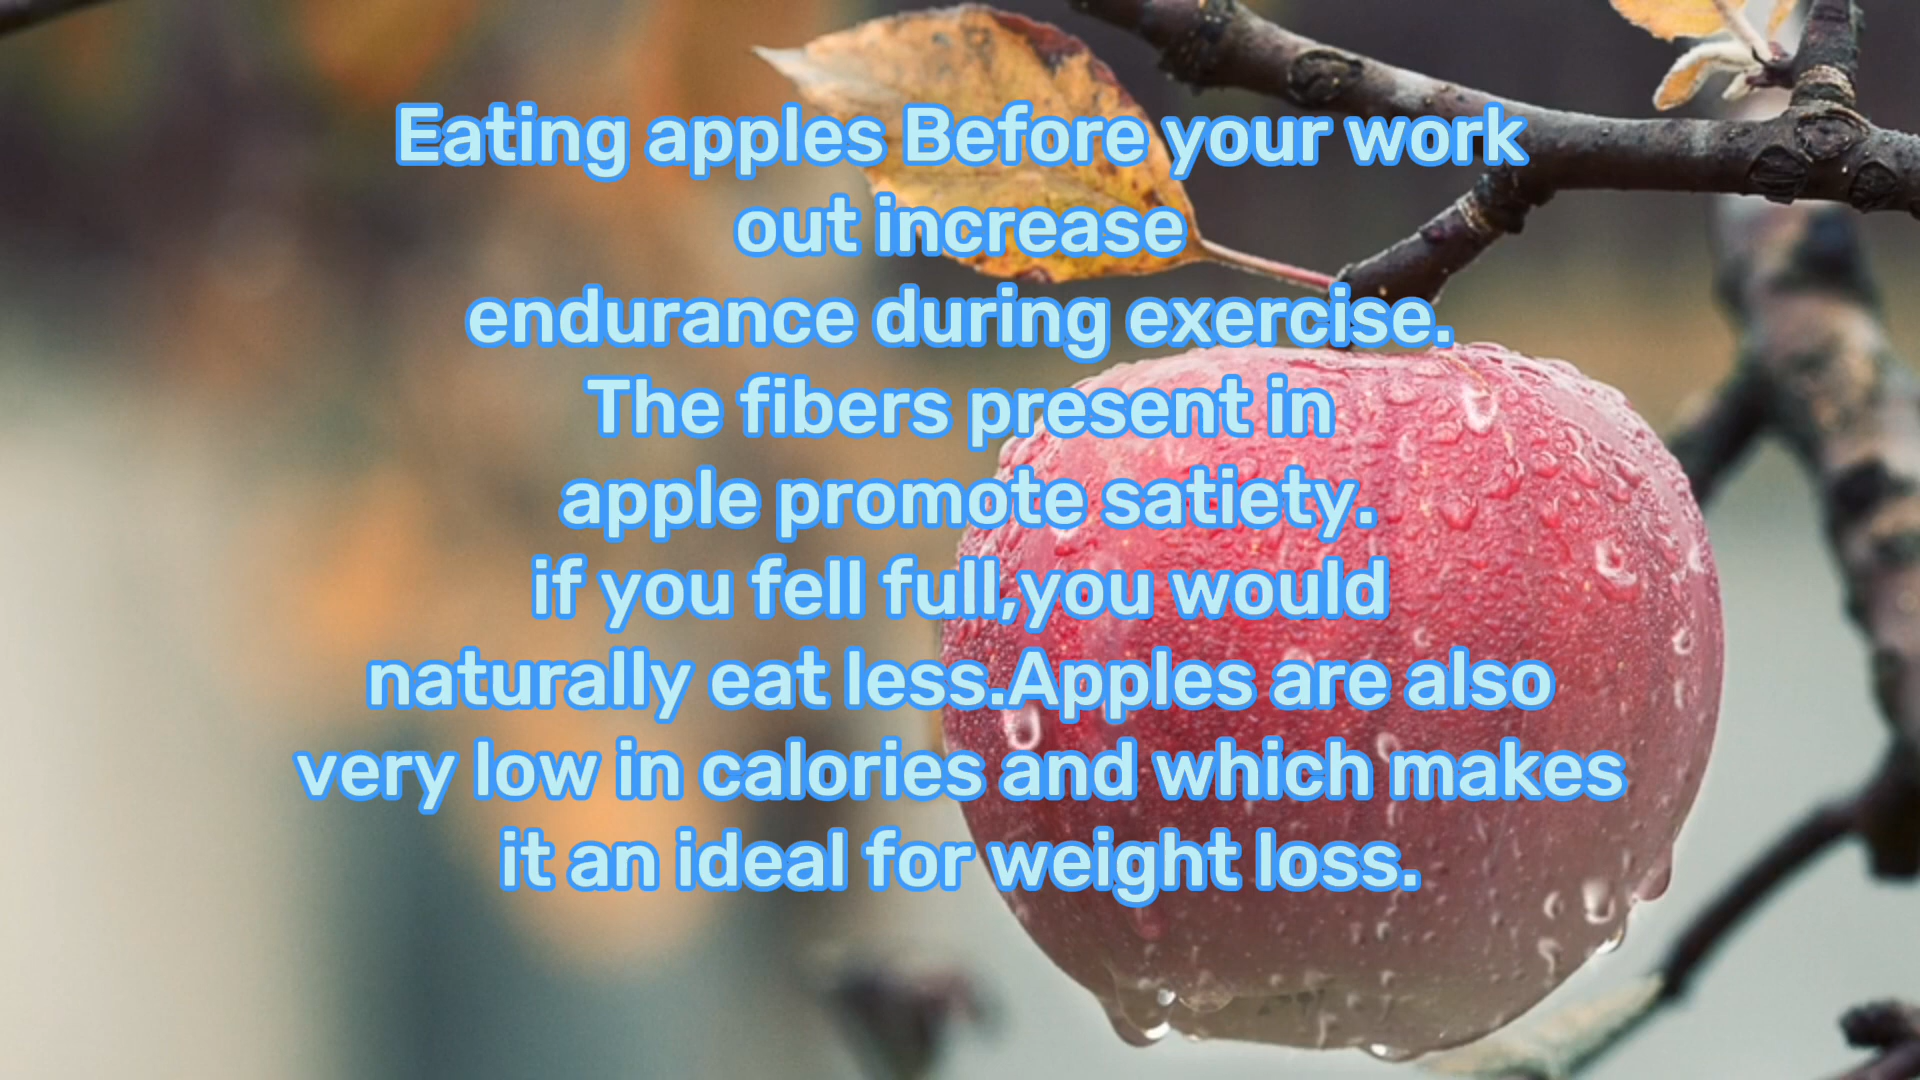 Eating apples Before your work
out increase
endurance during exercise.
The fibers present in
apple promote satiety.
if you fell full,you would
naturally eat less.Apples are also
very low in calories and which makes
it an ideal for weight loss.